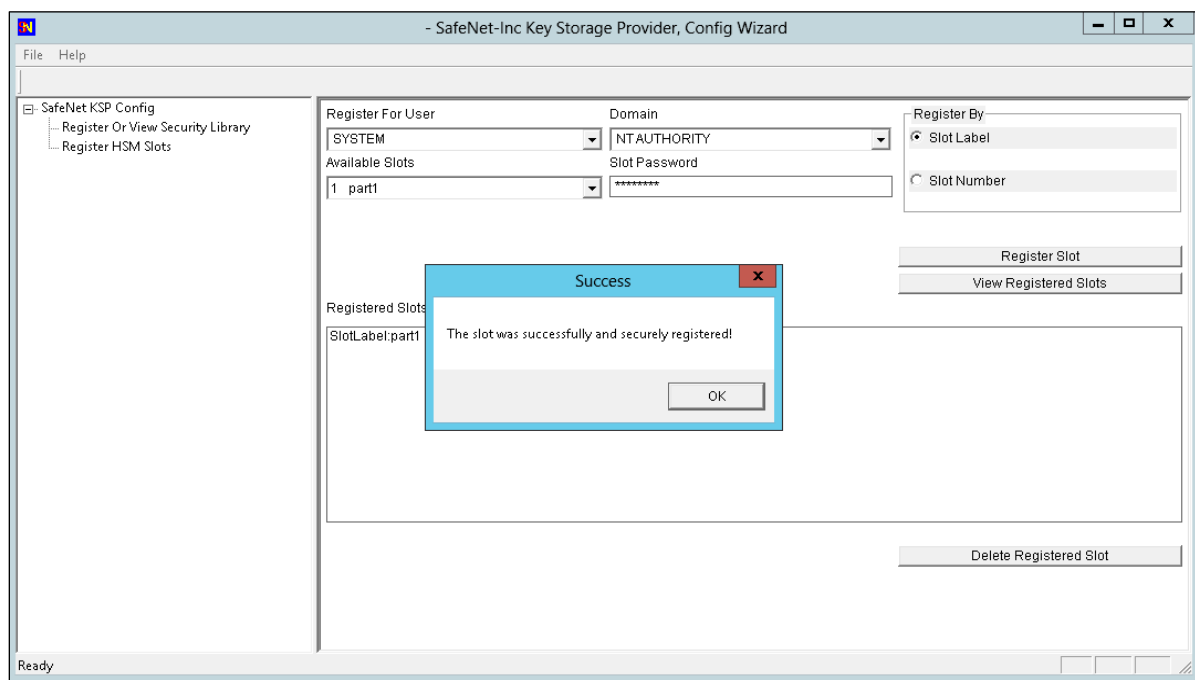 - SafeNet-Inc Key Storage Provider, Config Wizard
File Help
SafeNet KSP Config
Register Or View Security Library
Register HSM Slots
Register For User
Domain
Register By
SYSTEM
NT AUTHORITY
Slot Label
Available Slots
Slot Password
1 part1
********
Slot Number
Register Slot
View Registered Slots
Success
Registered Slots
SlotLabel:part1
The slot was successfully and securely registered!
OK
Delete Registered Slot
Ready